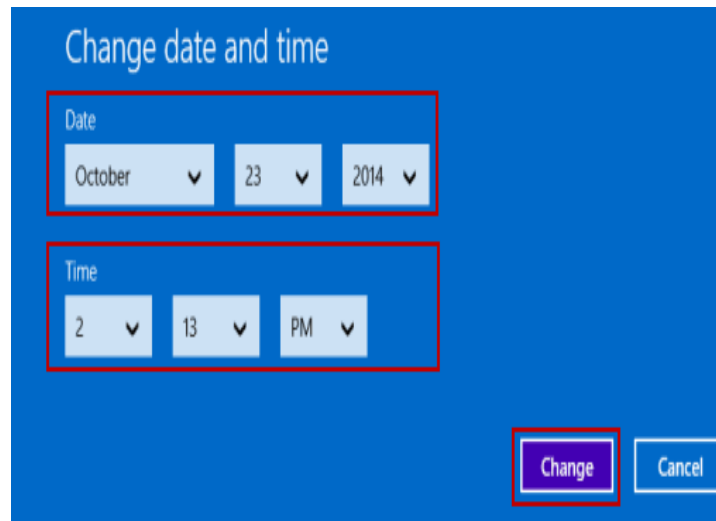 Change date and time
Date
October 23 2014
Time
2 13 PM
Change Cancel